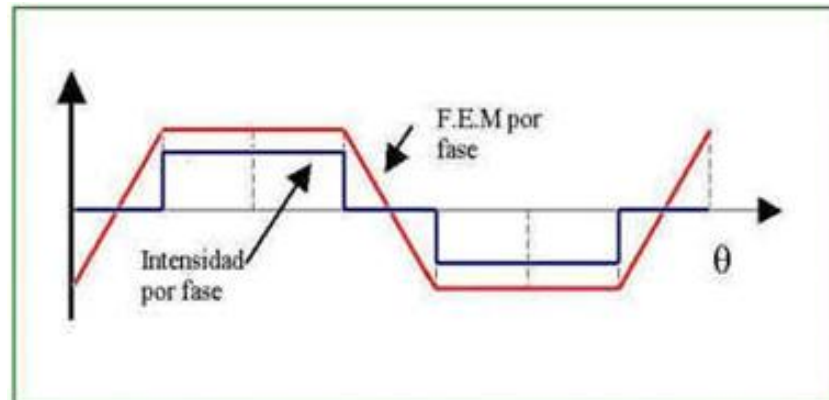 F.E.M por
fase
Intensidad
por fase
θ